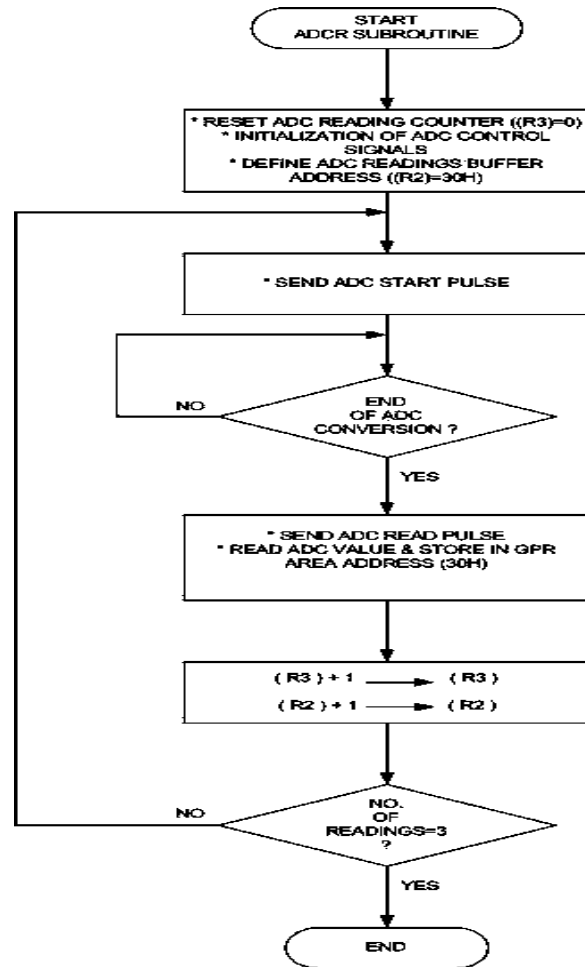 START
ADCR SUBROUTINE
* RESET ADC READING COUNTER ((R3)=0)
* INITIALIZATION OF ADC CONTROL
SIGNALS
* DEFINE ADC READINGS BUFFER
ADDRESS ((R2)=30H)
* SEND ADC START PULSE
END
OF ADC
CONVERSION ?
NO
YES
* SEND ADC READ PULSE
* READ ADC VALUE & STORE IN GPR
AREA ADDRESS (30H)
( R3 ) + 1 → ( R3 )
( R2 ) + 1 → ( R2 )
NO.
OF
READINGS=3
?
NO
YES
END